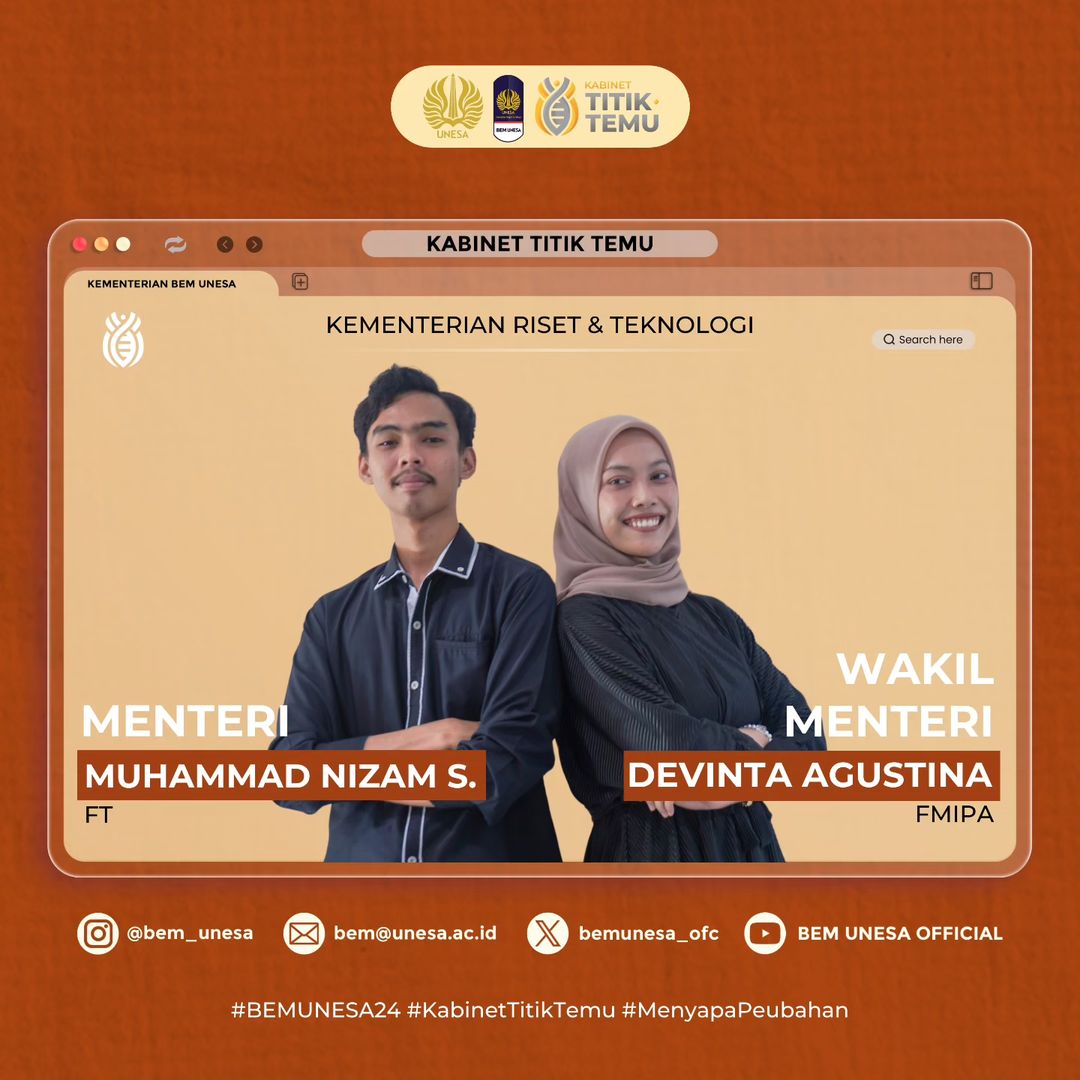 UNESA
UNESA
BEM UNESA
KABINET
TITIK
TEMU
KABINET TITIK TEMU
KEMENTERIAN BEM UNESA
KEMENTERIAN RISET & TEKNOLOGI
Search here
MENTERI
MUHAMMAD NIZAM S.
FT
WAKIL
MENTERI
DEVINTA AGUSTINA
FMIPA
@bem_unesa
bem@unesa.ac.id
bemunesa_ofc
BEM UNESA OFFICIAL
#BEMUNESA24 #KabinetTitikTemu #MenyapaPeubahan